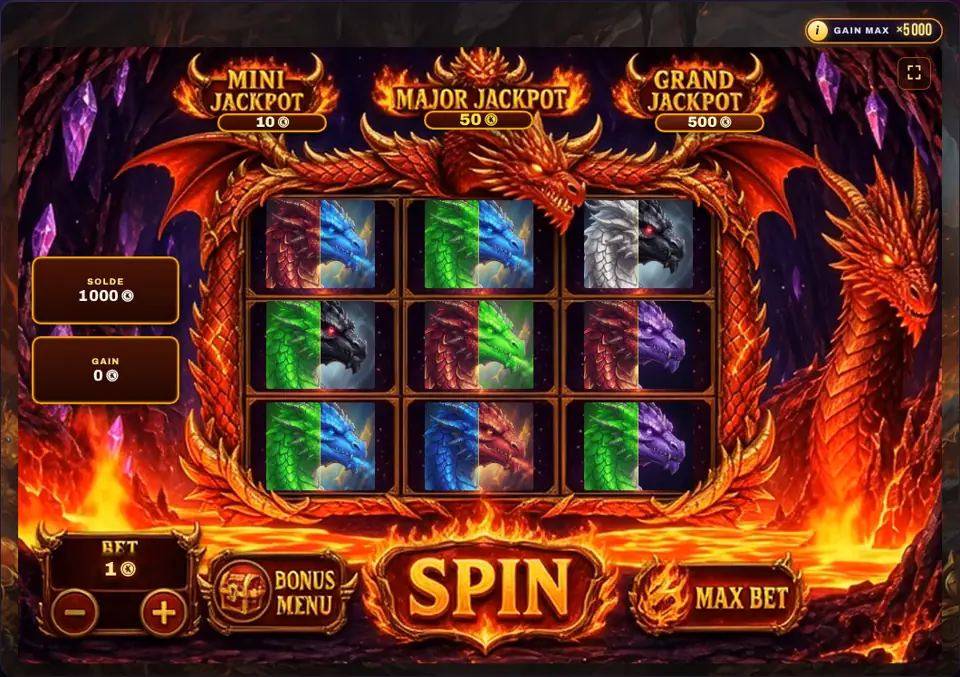 i GAIN MAX ×5000
MINI
JACKPOT
10
MAJOR JACKPOT
50
GRAND
JACKPOT
500
SOLDE
1000
GAIN
0
BET
1
BONUS
MENU
SPIN
MAX BET